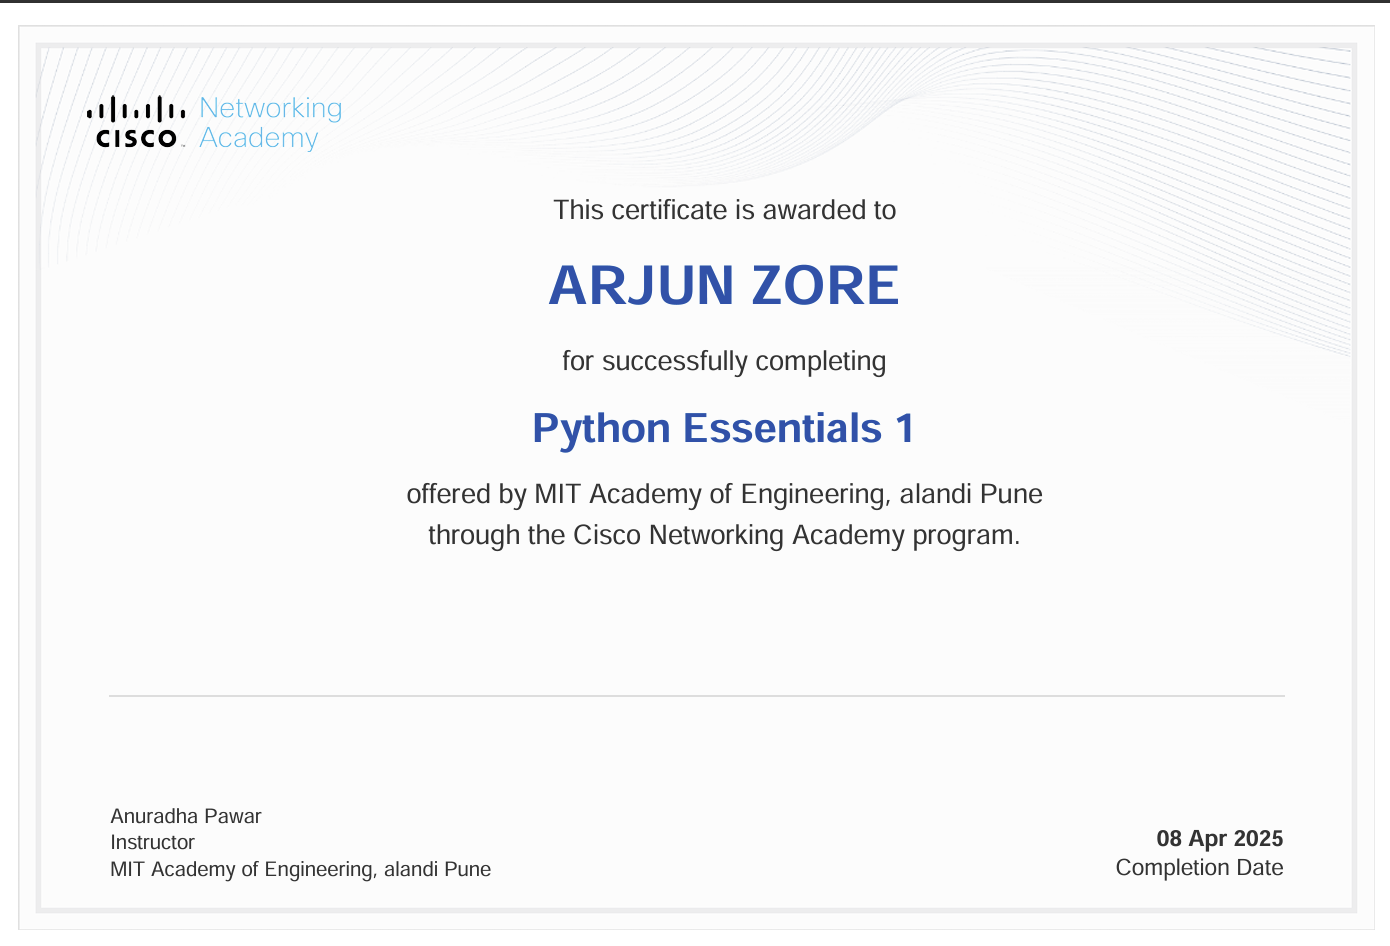 CISCO
Networking
Academy
This certificate is awarded to
ARJUN ZORE
for successfully completing
Python Essentials 1
offered by MIT Academy of Engineering, alandi Pune
through the Cisco Networking Academy program.
Anuradha Pawar
Instructor
MIT Academy of Engineering, alandi Pune
08 Apr 2025
Completion Date